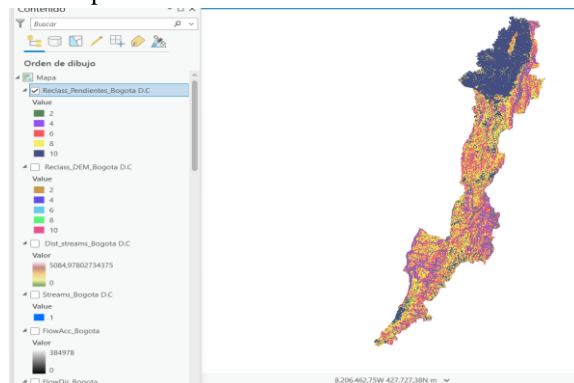 Contenido
Buscar
Orden de dibujo
Mapa
Reclass_Pendientes_Bogota D.C
Value
2
4
6
8
10
Reclass_DEM_Bogota D.C
Value
2
4
6
8
10
Dist_streams_Bogota D.C
Valor
5084,97802734375
0
Streams_Bogota D.C
Value
1
FlowAcc_Bogota
Valor
384978
0
FlowDir_Bogota
8.206.462,75W 427.727,38N m